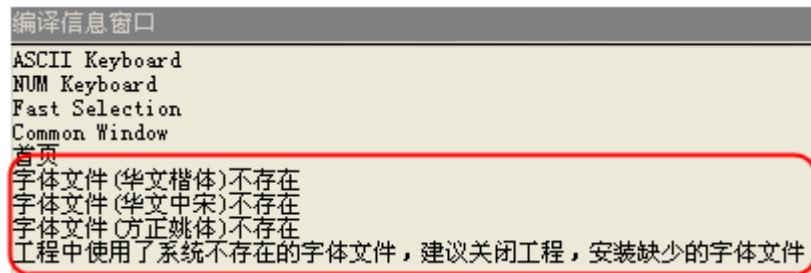 编译信息窗口
ASCII Keyboard
NUM Keyboard
Fast Selection
Common Window
首页
字体文件(华文楷体)不存在
字体文件(华文中宋)不存在
字体文件(方正姚体)不存在
工程中使用了系统不存在的字体文件，建议关闭工程，安装缺少的字体文件